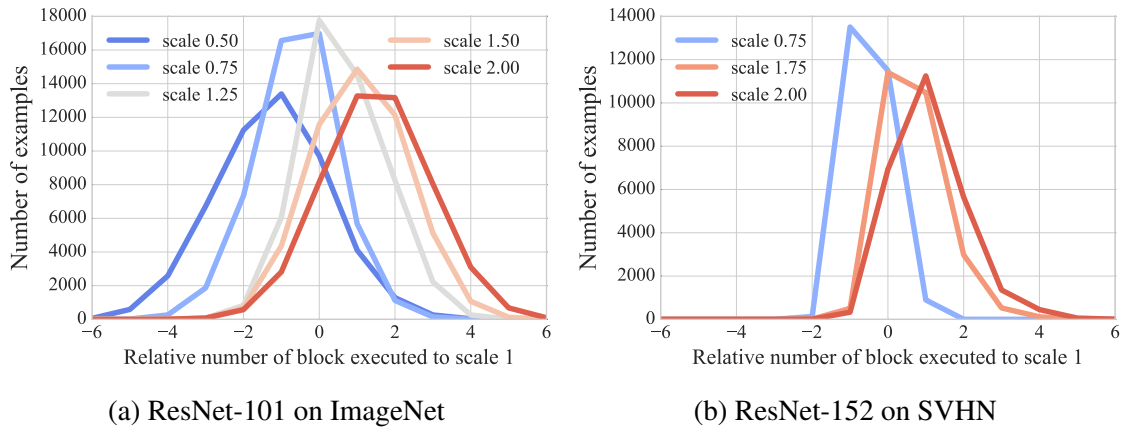 18000
16000
14000
12000
10000
8000
6000
4000
2000
0
−6
−4
−2
0
2
4
6
Number of examples
Relative number of block executed to scale 1
scale 0.50
scale 0.75
scale 1.25
scale 1.50
scale 2.00
(a) ResNet-101 on ImageNet
14000
12000
10000
8000
6000
4000
2000
0
−6
−4
−2
0
2
4
6
Number of examples
Relative number of block executed to scale 1
scale 0.75
scale 1.75
scale 2.00
(b) ResNet-152 on SVHN